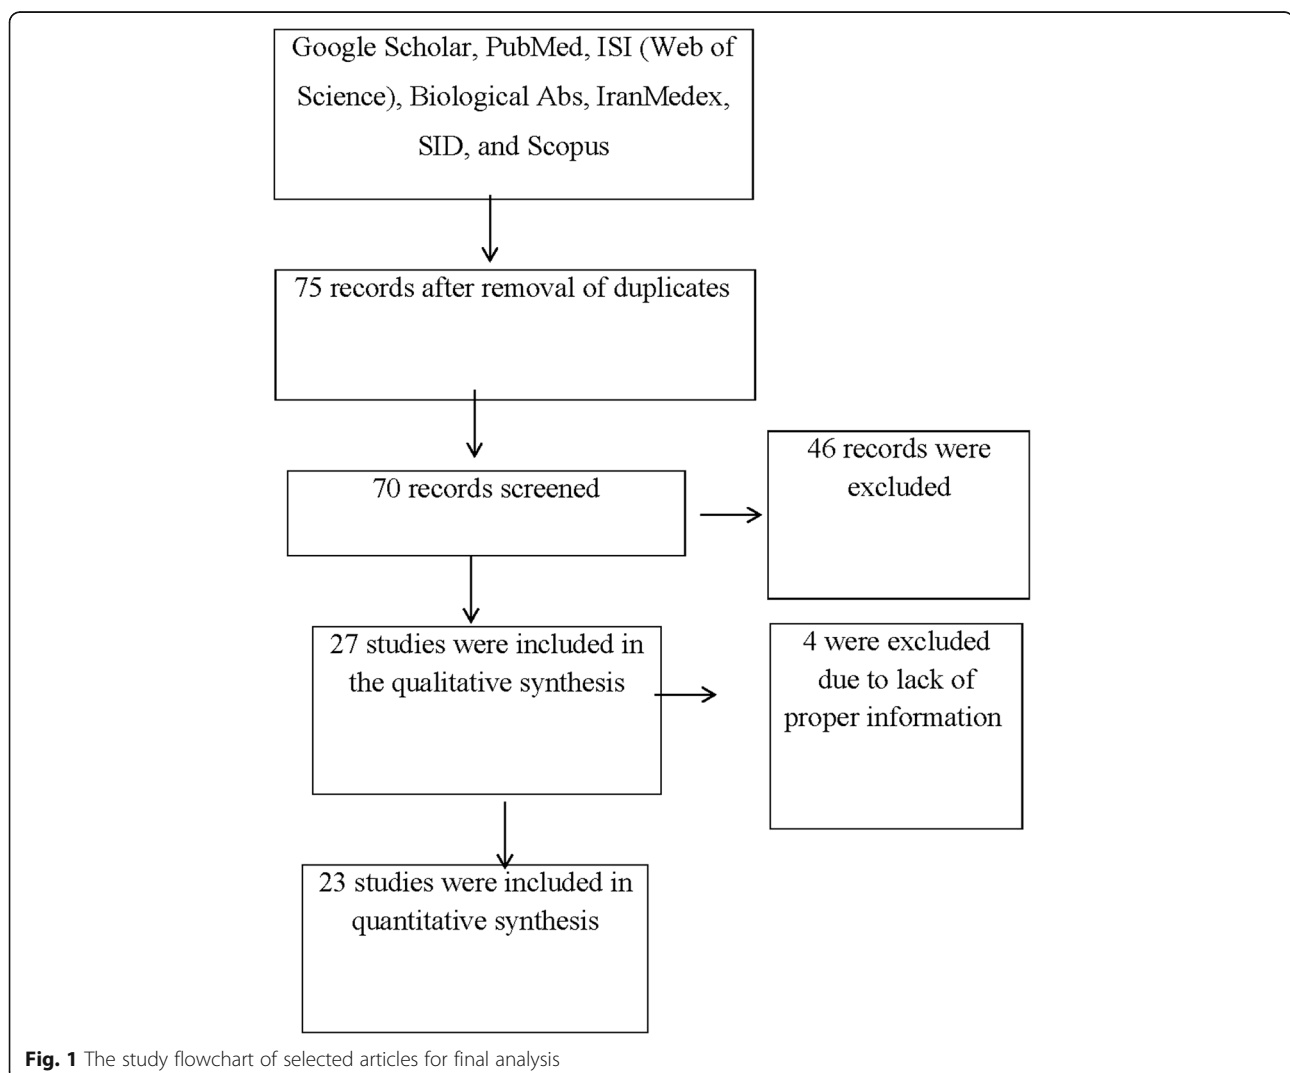 Google Scholar, PubMed, ISI (Web of
Science), Biological Abs, IranMedex,
SID, and Scopus
75 records after removal of duplicates
70 records screened
46 records were
excluded
27 studies were included in
the qualitative synthesis
4 were excluded
due to lack of
proper information
23 studies were included in
quantitative synthesis
Fig. 1 The study flowchart of selected articles for final analysis